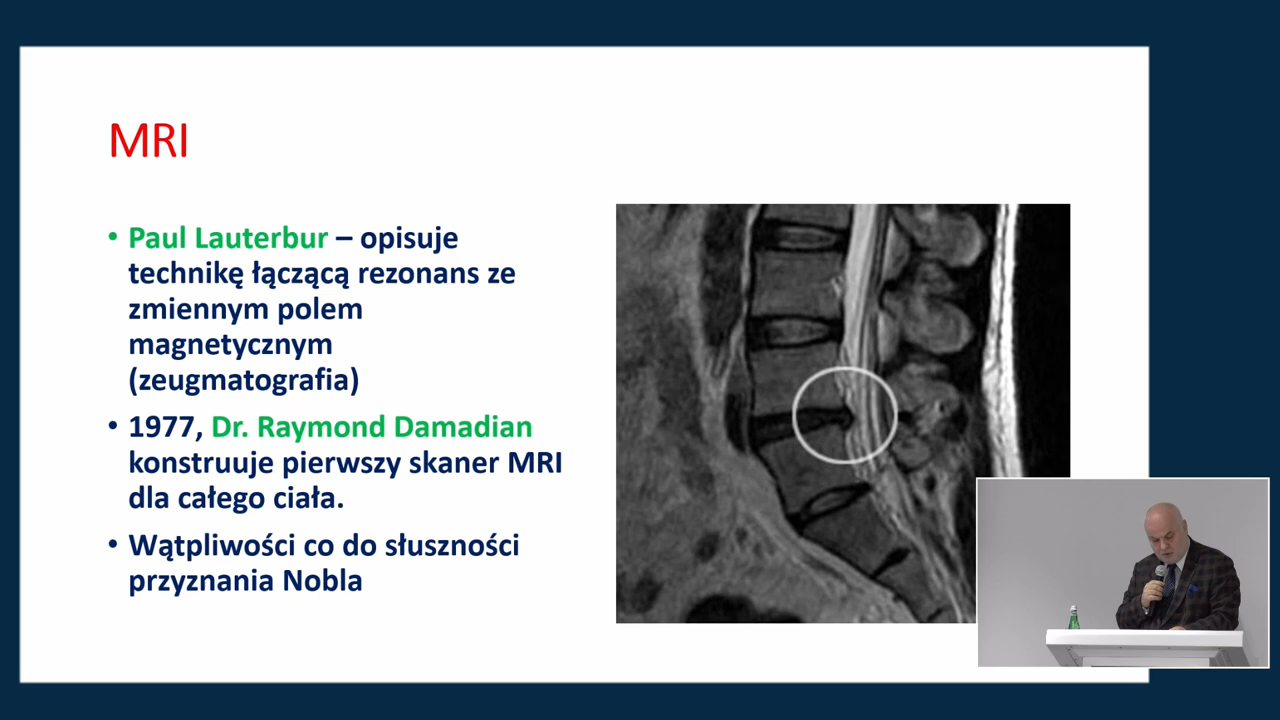 MRI
• Paul Lauterbur – opisuje
technikę łączącą rezonans ze
zmiennym polem
magnetycznym
(zeugmatografia)
• 1977, Dr. Raymond Damadian
konstruuje pierwszy skaner MRI
dla całego ciała.
• Wątpliwości co do słuszności
przyznania Nobla